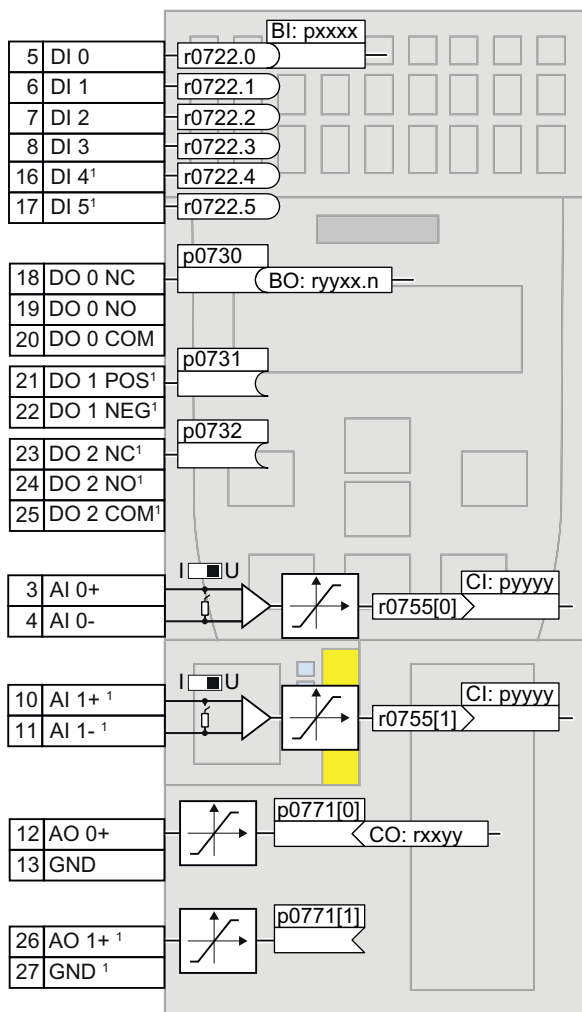 BI: pxxxx
5 DI 0 r0722.0
6 DI 1 r0722.1
7 DI 2 r0722.2
8 DI 3 r0722.3
16 DI 4¹ r0722.4
17 DI 5¹ r0722.5
p0730
18 DO 0 NC BO: ryyxx.n
19 DO 0 NO
20 DO 0 COM
p0731
21 DO 1 POS¹
22 DO 1 NEG¹
p0732
23 DO 2 NC¹
24 DO 2 NO¹
25 DO 2 COM¹
I U
CI: pyyyy
3 AI 0+ r0755[0]
4 AI 0-
I U
CI: pyyyy
10 AI 1+ ¹ r0755[1]
11 AI 1- ¹
p0771[0]
12 AO 0+ CO: rxxyy
13 GND
p0771[1]
26 AO 1+ ¹
27 GND ¹